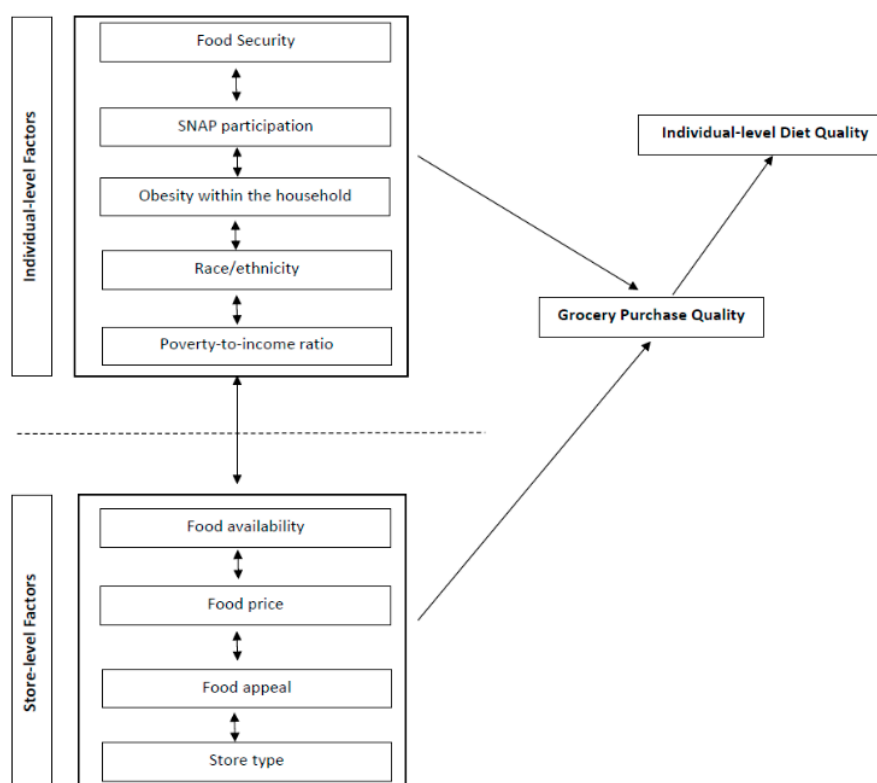 Individual-level Factors
Food Security
SNAP participation
Obesity within the household
Race/ethnicity
Poverty-to-income ratio
Individual-level Diet Quality
Grocery Purchase Quality
Store-level Factors
Food availability
Food price
Food appeal
Store type